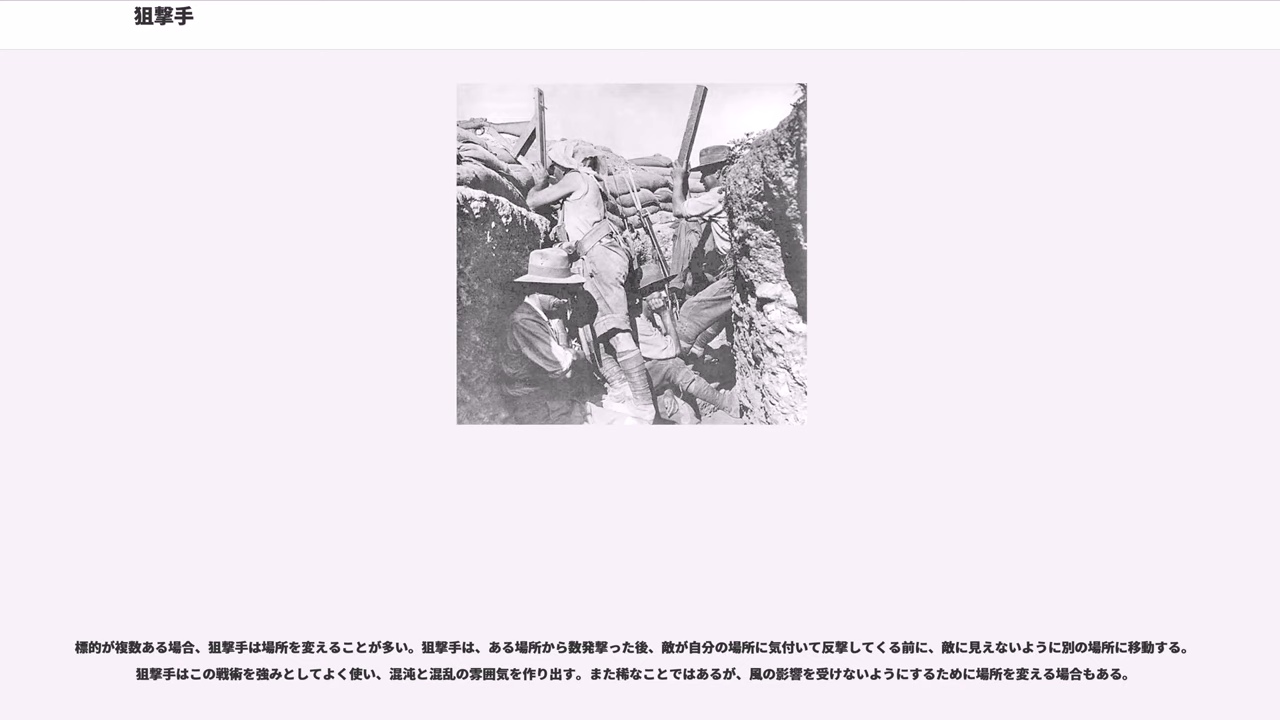 狙撃手
標的が複数ある場合、狙撃手は場所を変えることが多い。狙撃手は、ある場所から数発撃った後、敵が自分の場所に気付いて反撃してくる前に、敵に見えないように別の場所に移動する。
狙撃手はこの戦術を強みとしてよく使い、混沌と混乱の雰囲気を作り出す。また稀なことではあるが、風の影響を受けないようにするために場所を変える場合もある。